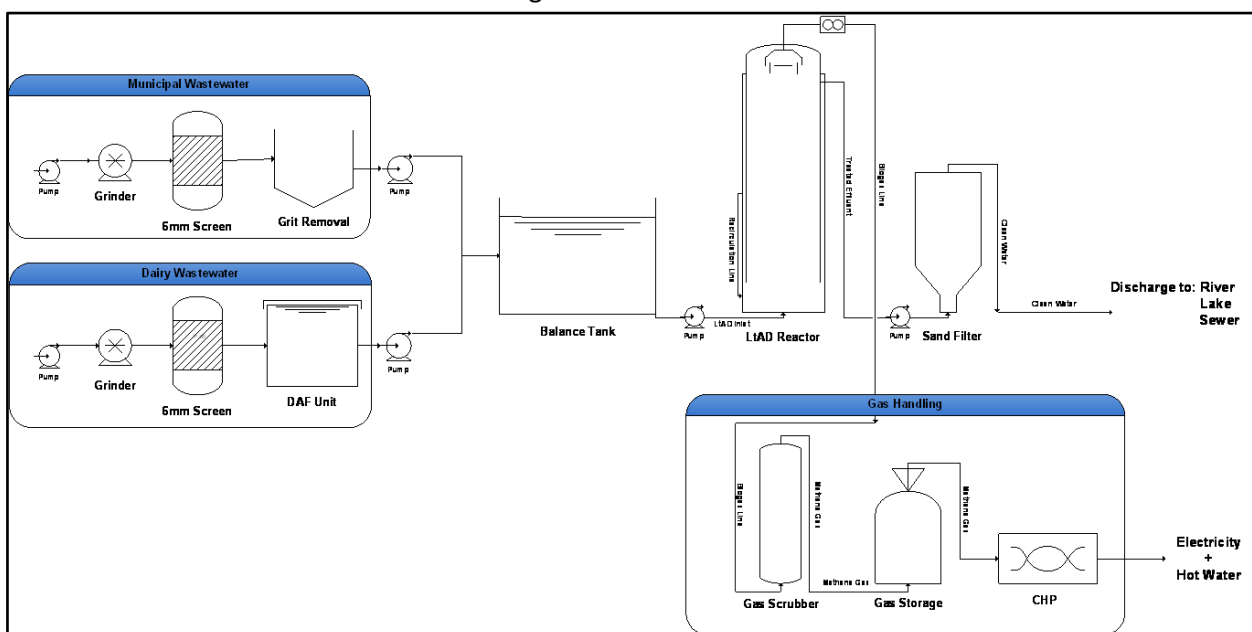 Municipal Wastewater
Pump
Grinder
6mm Screen
Grit Removal
Dairy Wastewater
Pump
Grinder
6mm Screen
DAF Unit
Pump
Balance Tank
Pump
LtAD Inlet
Recirculation Line
LtAD Reactor
Treated Effluent
Biogas Line
Pump
Sand Filter
Clean Water
Clean Water
Discharge to: River
Lake
Sewer
Gas Handling
Biogas Line
Gas Scrubber
Methane Gas
Methane Gas
Gas Storage
Methane Gas
CHP
Electricity
+
Hot Water